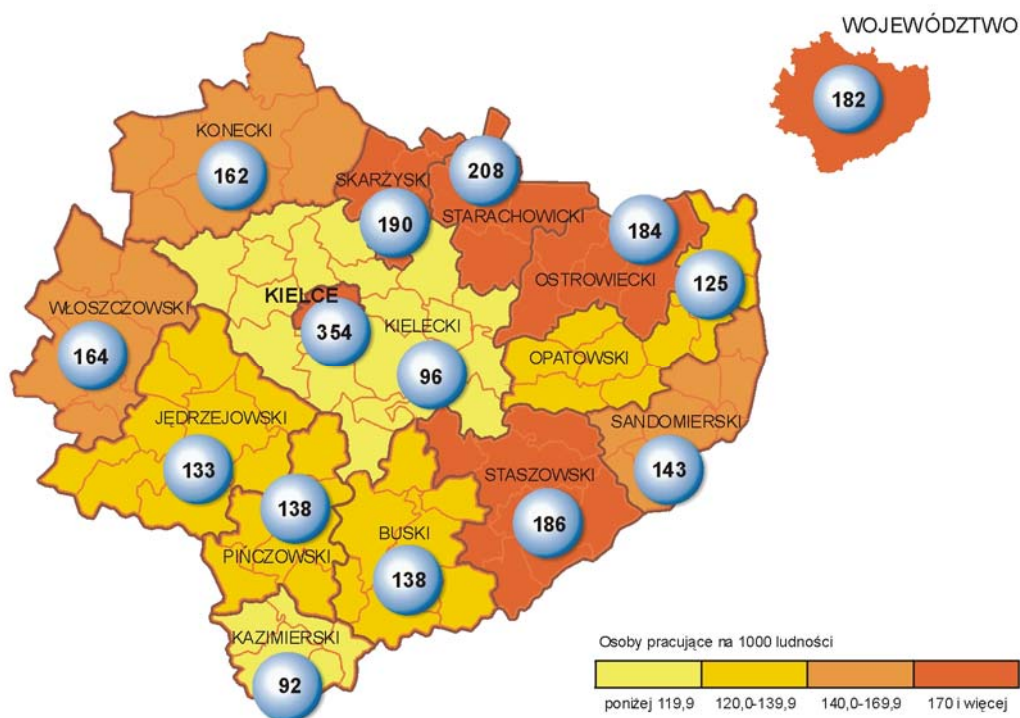 WOJEWÓDZTWO
182
KONECKI
162
SKARŻYSKI
190
208
STARACHOWICKI
184
OSTROWIECKI
125
WŁOSZCZOWSKI
164
KIELCE
354
KIELECKI
96
OPATOWSKI
JĘDRZEJOWSKI
133
SANDOMIERSKI
143
STASZOWSKI
186
138
PIŃCZOWSKI
BUSKI
138
KAZIMIERSKI
92
Osoby pracujące na 1000 ludności
poniżej 119,9 120,0-139,9 140,0-169,9 170 i więcej